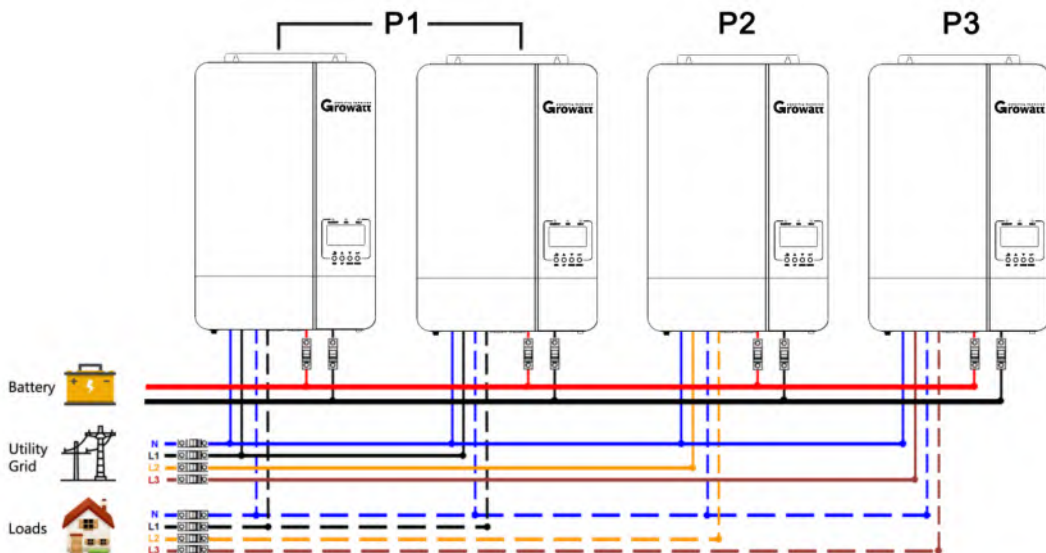 P1
P2
P3
Growatt
Growatt
Growatt
Growatt
Battery
Utility
Grid
N
L1
L2
L3
Loads
N
L1
L2
L3